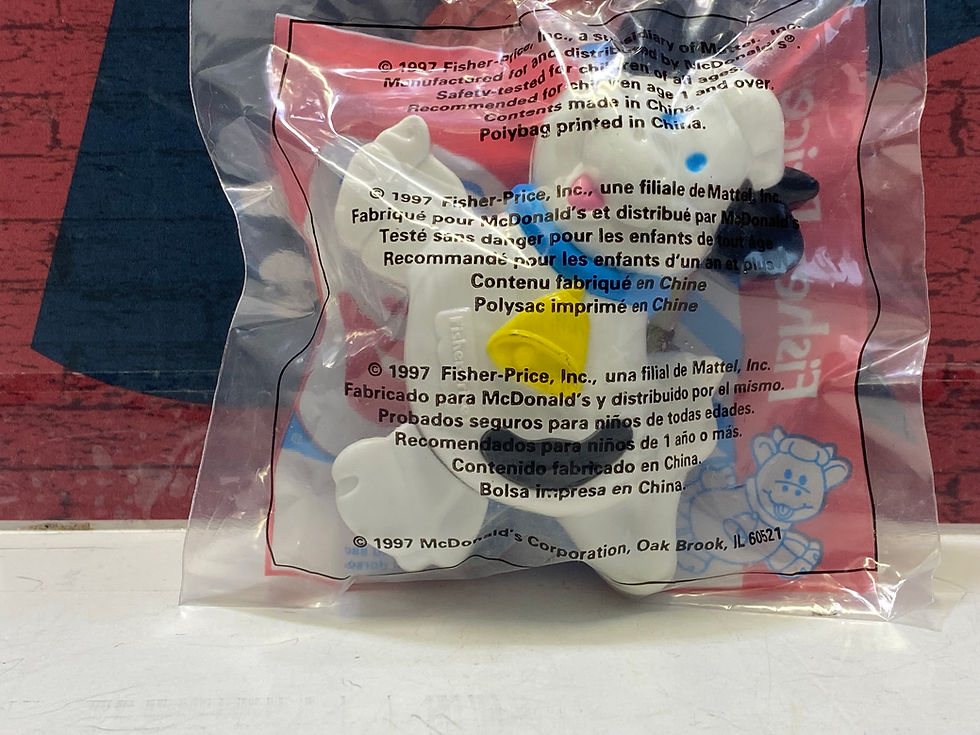 © 1997 Fisher-Price, Inc., a subsidiary of Mattel, Inc.
Manufactured for and distributed by McDonald's®.
Safety-tested for children of all ages.
Recommended for children age 1 and over.
Contents made in China.
Polybag printed in China.
© 1997 Fisher-Price, Inc., une filiale de Mattel, Inc.
Fabriqué pour McDonald's et distribué par McDonald's
Testé sans danger pour les enfants de tout âge
Recommandé pour les enfants d'un an et plus
Contenu fabriqué en Chine
Polysac imprimé en Chine
© 1997 Fisher-Price, Inc., una filial de Mattel, Inc.
Fabricado para McDonald's y distribuido por el mismo.
Probados seguros para niños de todas edades.
Recomendados para niños de 1 año o más.
Contenido fabricado en China.
Bolsa impresa en China.
© 1997 McDonald's Corporation, Oak Brook, IL 60521
Fisher-Price
Fisher